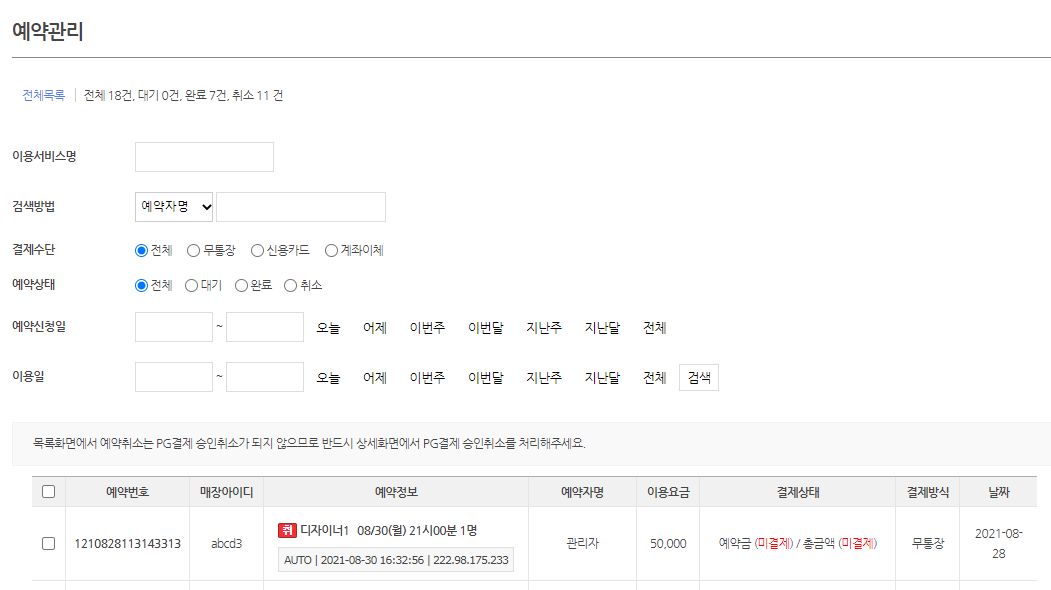 예약관리
전체목록 전체 18건, 대기 0건, 완료 7건, 취소 11 건
이용서비스명
검색방법 예약자명
결제수단 전체 무통장 신용카드 계좌이체
예약상태 전체 대기 완료 취소
예약신청일 ~ 오늘 어제 이번주 이번달 지난주 지난달 전체
이용일 ~ 오늘 어제 이번주 이번달 지난주 지난달 전체 검색
목록화면에서 예약취소는 PG결제 승인취소가 되지 않으므로 반드시 상세화면에서 PG결제 승인취소를 처리해주세요.
예약번호 매장아이디 예약정보 예약자명 이용요금 결제상태 결제방식 날짜
1210828113143313 abcd3 취 디자이너1 08/30(월) 21시00분 1명 관리자 50,000 예약금 (미결제) / 총금액 (미결제) 무통장 2021-08-
28
AUTO | 2021-08-30 16:32:56 | 222.98.175.233